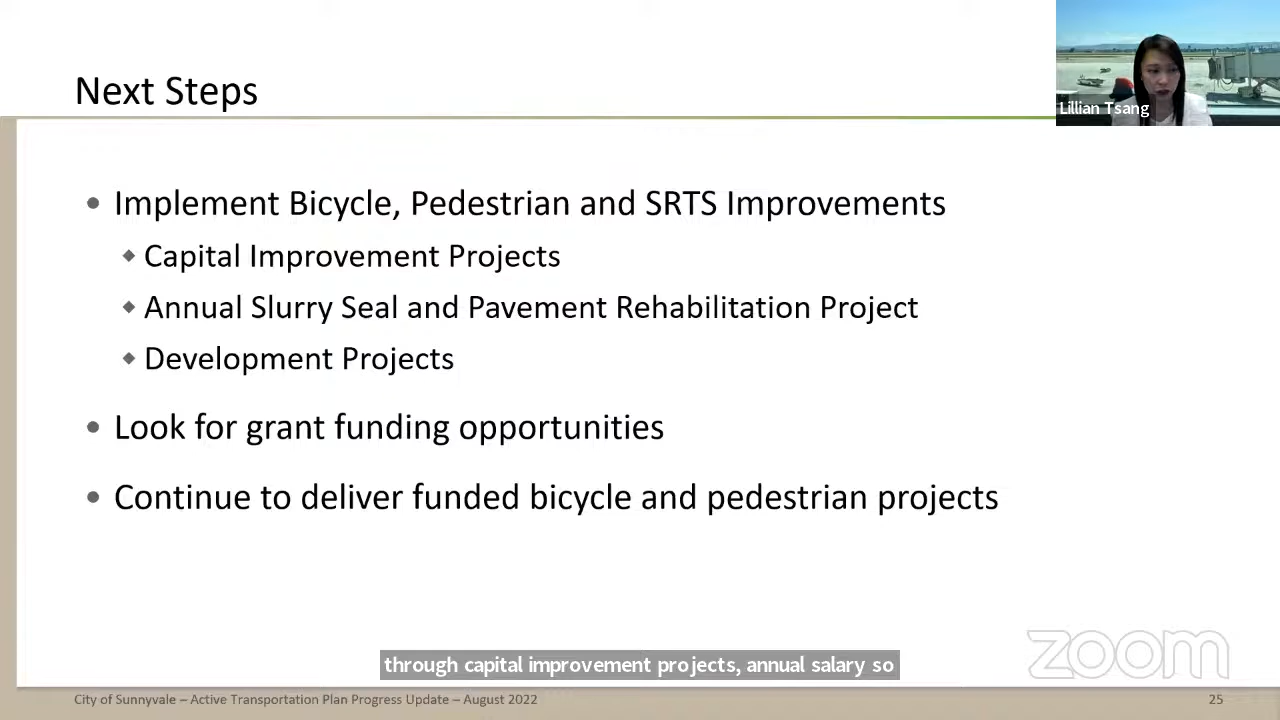 Next Steps
Lillian Tsang
• Implement Bicycle, Pedestrian and SRTS Improvements
◆ Capital Improvement Projects
◆ Annual Slurry Seal and Pavement Rehabilitation Project
◆ Development Projects
• Look for grant funding opportunities
• Continue to deliver funded bicycle and pedestrian projects
zoom
through capital improvement projects, annual salary so
City of Sunnyvale – Active Transportation Plan Progress Update – August 2022
25